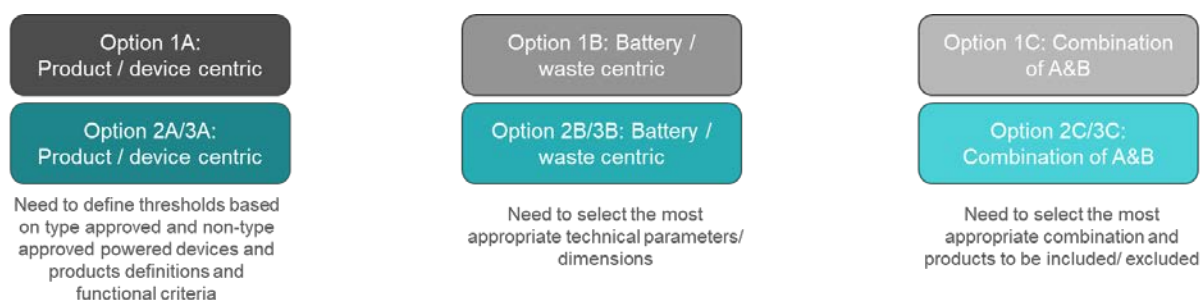 Option 1A:
Product / device centric
Option 2A/3A:
Product / device centric
Need to define thresholds based
on type approved and non-type
approved powered devices and
products definitions and
functional criteria
Option 1B: Battery /
waste centric
Option 2B/3B: Battery /
waste centric
Need to select the most
appropriate technical parameters/
dimensions
Option 1C: Combination
of A&B
Option 2C/3C:
Combination of A&B
Need to select the most
appropriate combination and
products to be included/ excluded